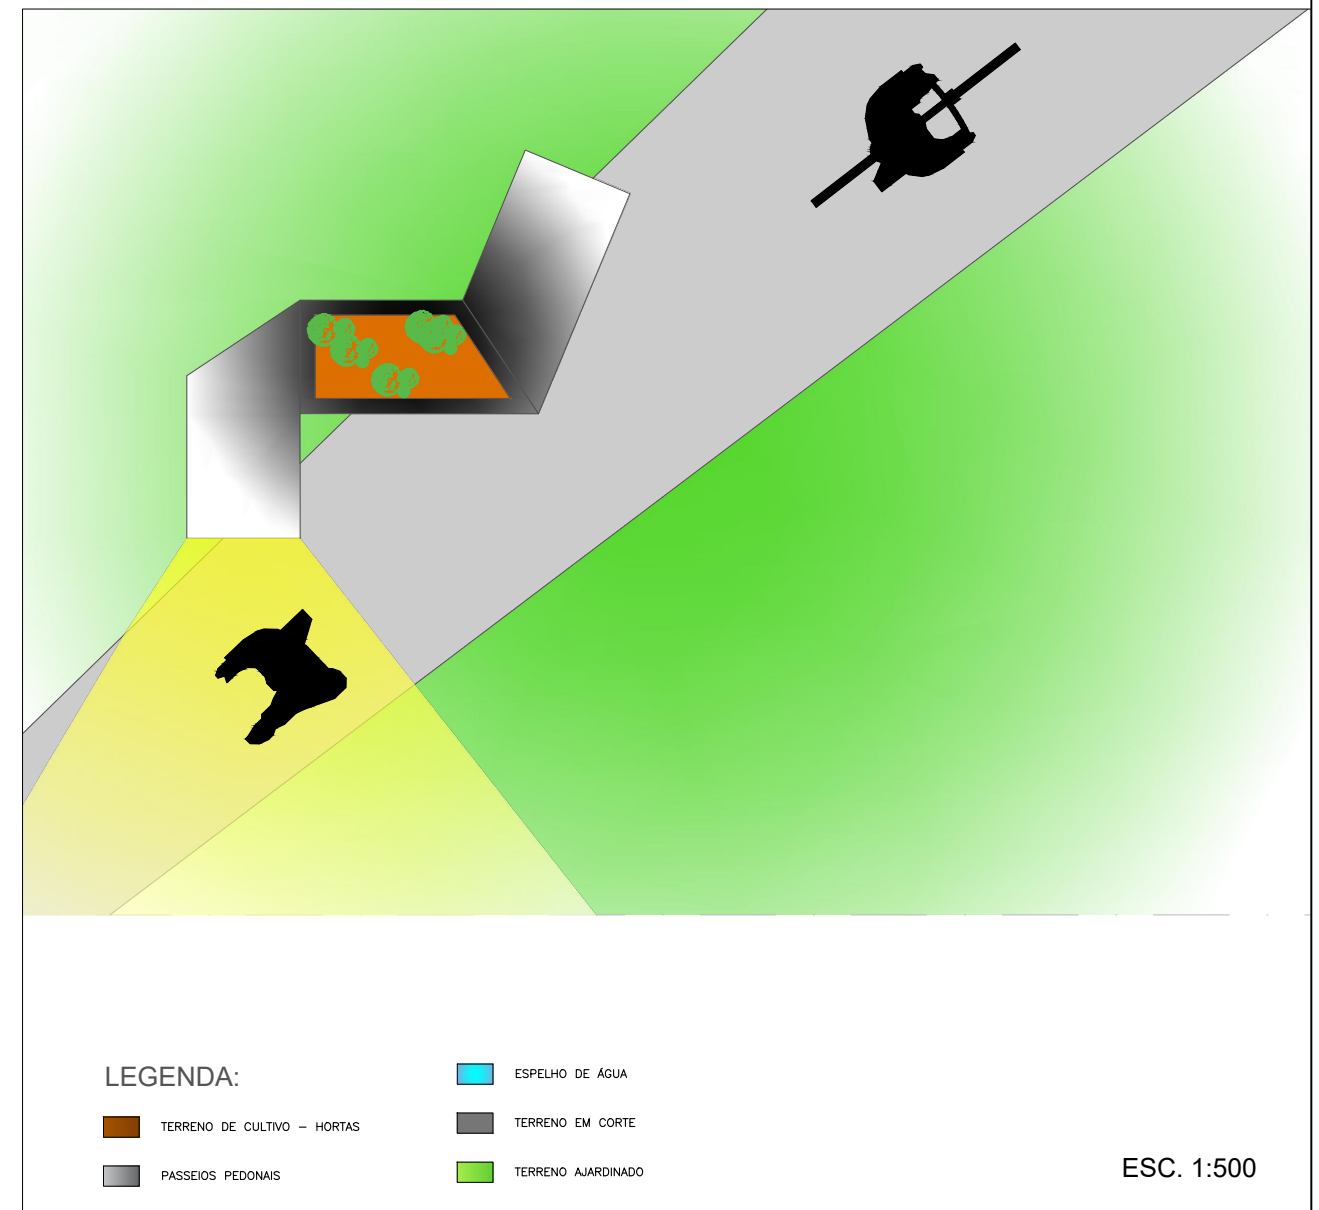 LEGENDA:
TERRENO DE CULTIVO - HORTAS
PASSEIOS PEDONAIS
ESPELHO DE ÁGUA
TERRENO EM CORTE
TERRENO AJARDINADO
ESC. 1:500